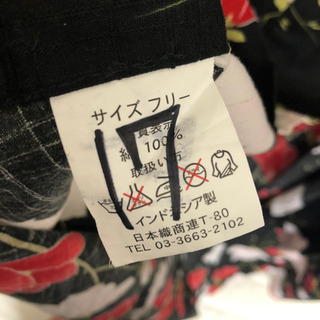 サイズ フリー
質表示
綿 100%
取扱い方
インドネシア製
日本織商連T-80
TEL 03-3663-2102
17